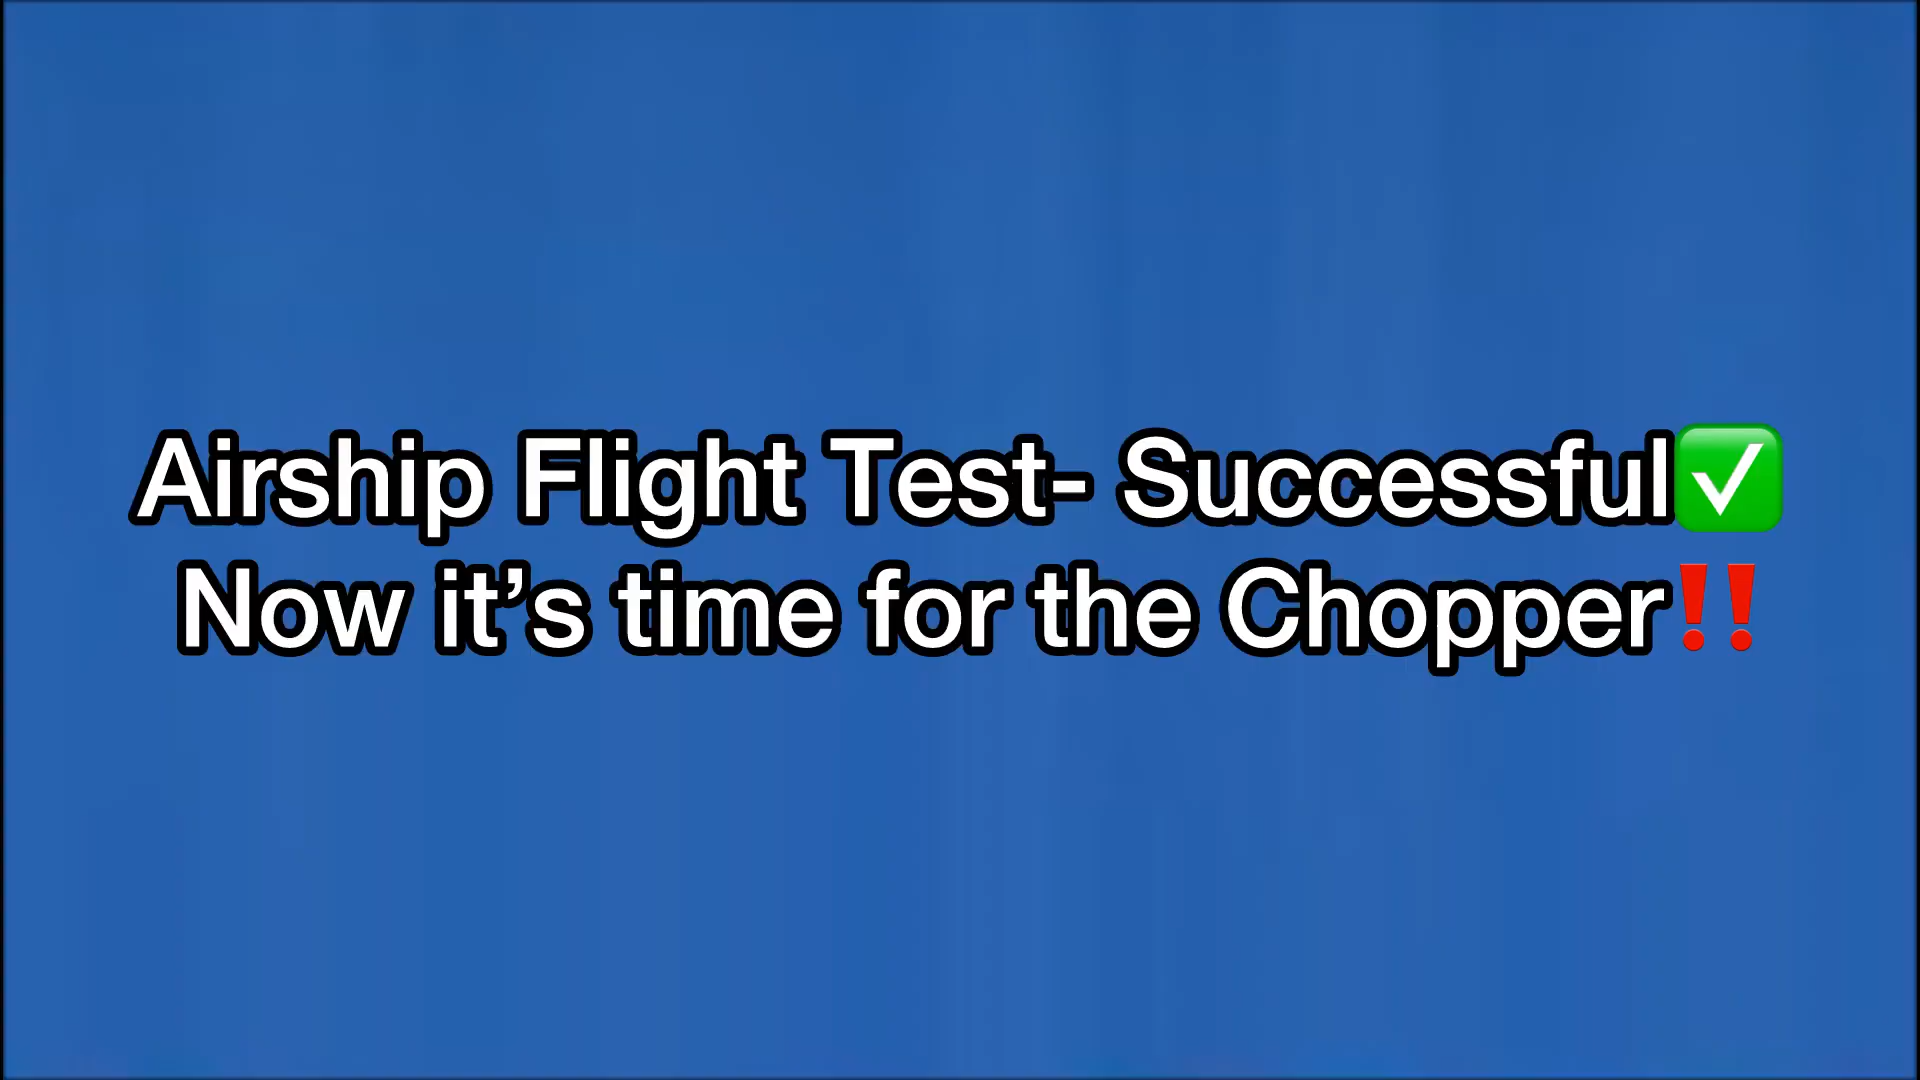 Airship Flight Test- Successful✅
Now it’s time for the Chopper‼️